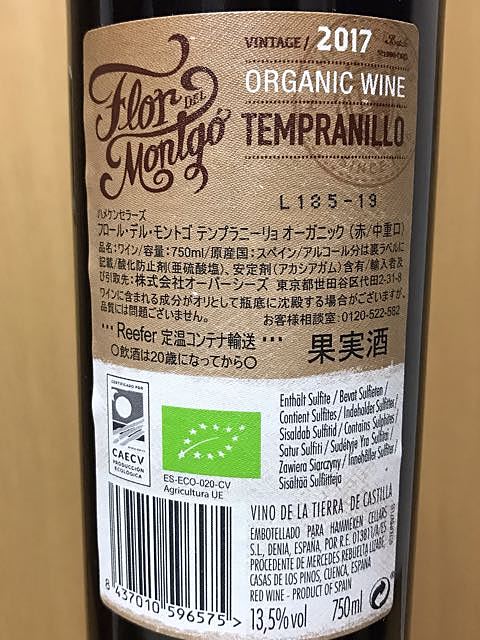 Flor DEL Montgó
VINTAGE / 2017
ORGANIC WINE
TEMPRANILLO
SINCE
L185-19
ハメケンセラーズ
フロール・デル・モントゴ テンプラニーリョ オーガニック（赤/中重口）
品名：ワイン/容量：750ml/原産国：スペイン/アルコール分は裏ラベルに
記載/酸化防止剤（亜硫酸塩）、安定剤（アカシアガム）含有/輸入者及
び引取先：株式会社オーバーシーズ 東京都世田谷区代田2-31-8
ワインに含まれる成分がオリとして瓶底に沈殿する場合がございますが、
品質には問題ございません。 お客様相談室：0120-522-582
… Reefer 定温コンテナ輸送 …
○飲酒は20歳になってから○
果実酒
CERTIFICADO POR
CAECV
PRODUCCIÓN
ECOLÓGICA
ES-ECO-020-CV
Agricultura UE
Enthält Sulfite / Bevat Sulfieten /
Contient Sulfites / Indeholder Sulfitter /
Sisaldab Sulfitid / Contains Sulphites /
Satur Sulfiti / Sudėtyje Yra Sulfitai /
Zawiera Siarczyny / Innehåller Sulfiter /
Sisältää Sulfiitteja
VINO DE LA TIERRA DE CASTILLA
EMBOTELLADO PARA HAMMEKEN CELLARS
S.L., DENIA, ESPAÑA, POR R.E. 013811/A/ES
PROCEDENTE DE MERCEDES REBUELTA LIZABE,
CASAS DE LOS PINOS, CUENCA, ESPAÑA
RED WINE - PRODUCT OF SPAIN
13,5%vol 750ml
8 437010 596575 >